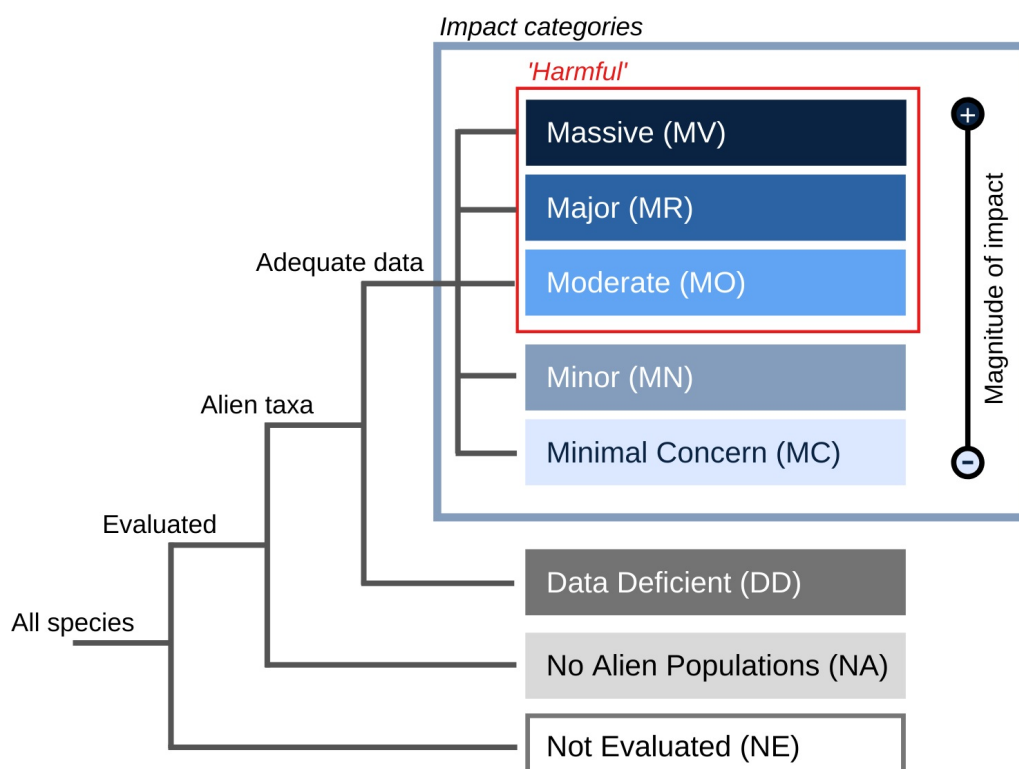 Impact categories
'Harmful'
Massive (MV)
+
Major (MR)
Adequate data
Moderate (MO)
Magnitude of impact
Minor (MN)
Alien taxa
Minimal Concern (MC)
-
Evaluated
Data Deficient (DD)
All species
No Alien Populations (NA)
Not Evaluated (NE)